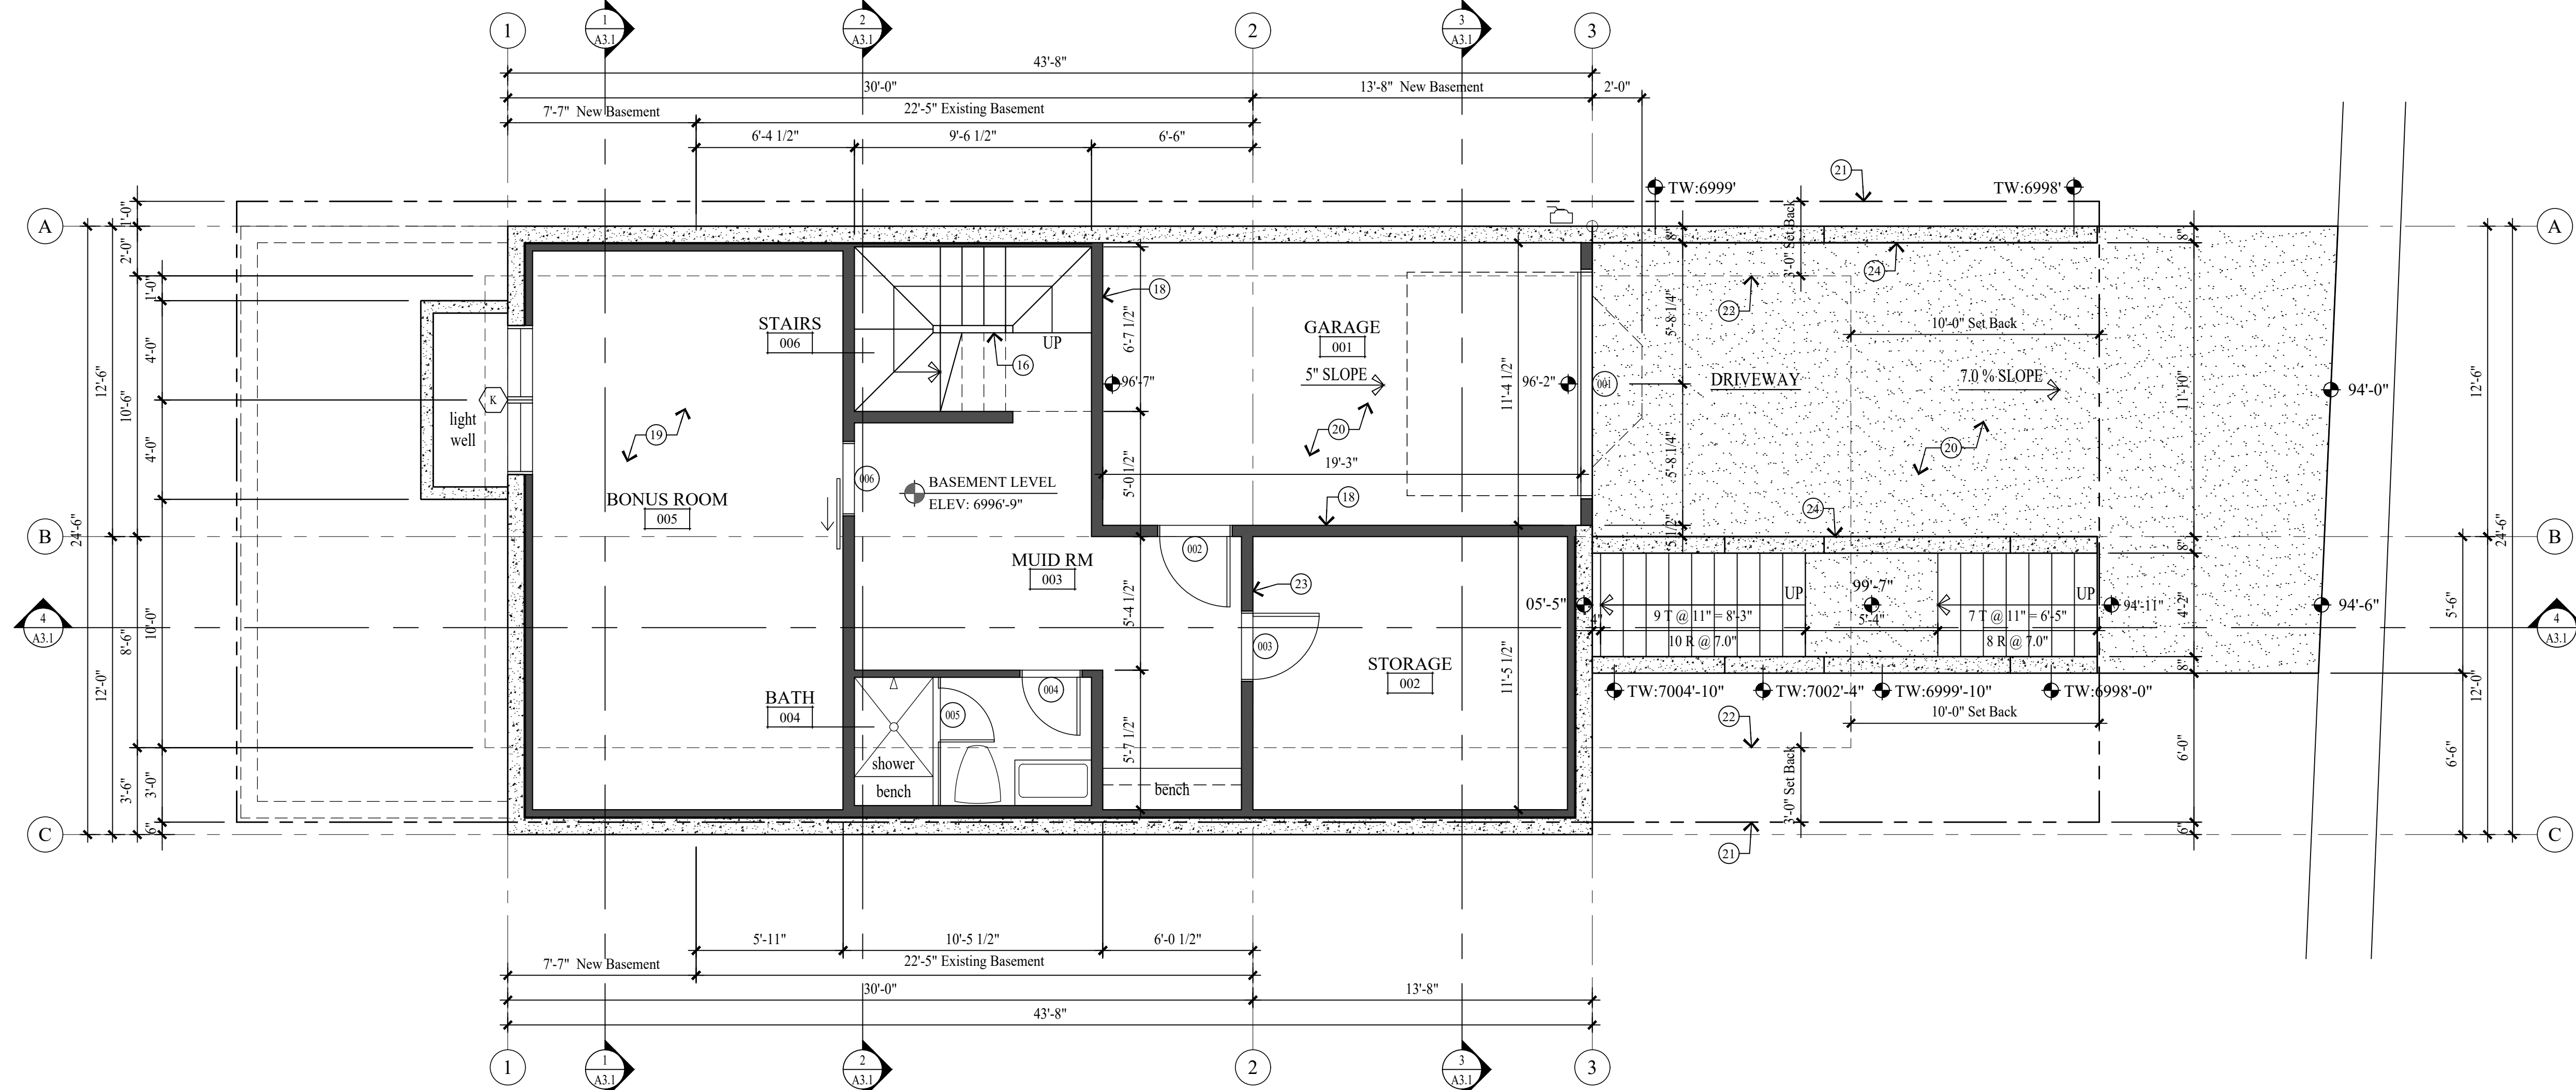 1
1
A3.1
2
A3.1
2
3
A3.1
3
43'-8"
30'-0"
13'-8" New Basement
2'-0"
7'-7" New Basement
22'-5" Existing Basement
6'-4 1/2"
9'-6 1/2"
6'-6"
21
TW:6999'
TW:6998'
A
A
1'-0"
2'-0"
1'-0"
8"
3'-0" Set Back
8"
24
18
22
STAIRS
006
GARAGE
001
5" SLOPE
10'-0" Set Back
6'-7 1/2"
5'-8 1/4"
UP
16
4'-0"
12'-6"
10'-6"
96'-7"
96'-2"
001
DRIVEWAY
7.0 % SLOPE
94'-0"
11'-4 1/2"
11'-10"
12'-6"
K
light
well
19
20
20
4'-0"
19'-3"
5'-0 1/2"
5'-8 1/4"
006
BASEMENT LEVEL
ELEV: 6996'-9"
BONUS ROOM
005
18
24
B
24'-6"
5 1/2"
8"
24'-6"
B
002
MUID RM
003
23
UP
99'-7"
UP
05'-5"
94'-11"
94'-6"
4"
9 T @ 11" = 8'-3"
5'-4"
7 T @ 11" = 6'-5"
10 R @ 7.0"
8 R @ 7.0"
4'-2"
5'-6"
4
A3.1
4
A3.1
8'-6"
10'-0"
5'-4 1/2"
003
STORAGE
002
11'-5 1/2"
8"
12'-0"
12'-0"
BATH
004
004
005
TW:7004'-10"
TW:7002'-4"
TW:6999'-10"
TW:6998'-0"
22
10'-0" Set Back
5'-7 1/2"
shower
bench
bench
3'-6"
3'-0"
3'-0" Set Back
6'-0"
6'-6"
6"
6"
C
21
C
5'-11"
10'-5 1/2"
6'-0 1/2"
7'-7" New Basement
22'-5" Existing Basement
30'-0"
13'-8"
43'-8"
1
1
A3.1
2
A3.1
2
3
A3.1
3